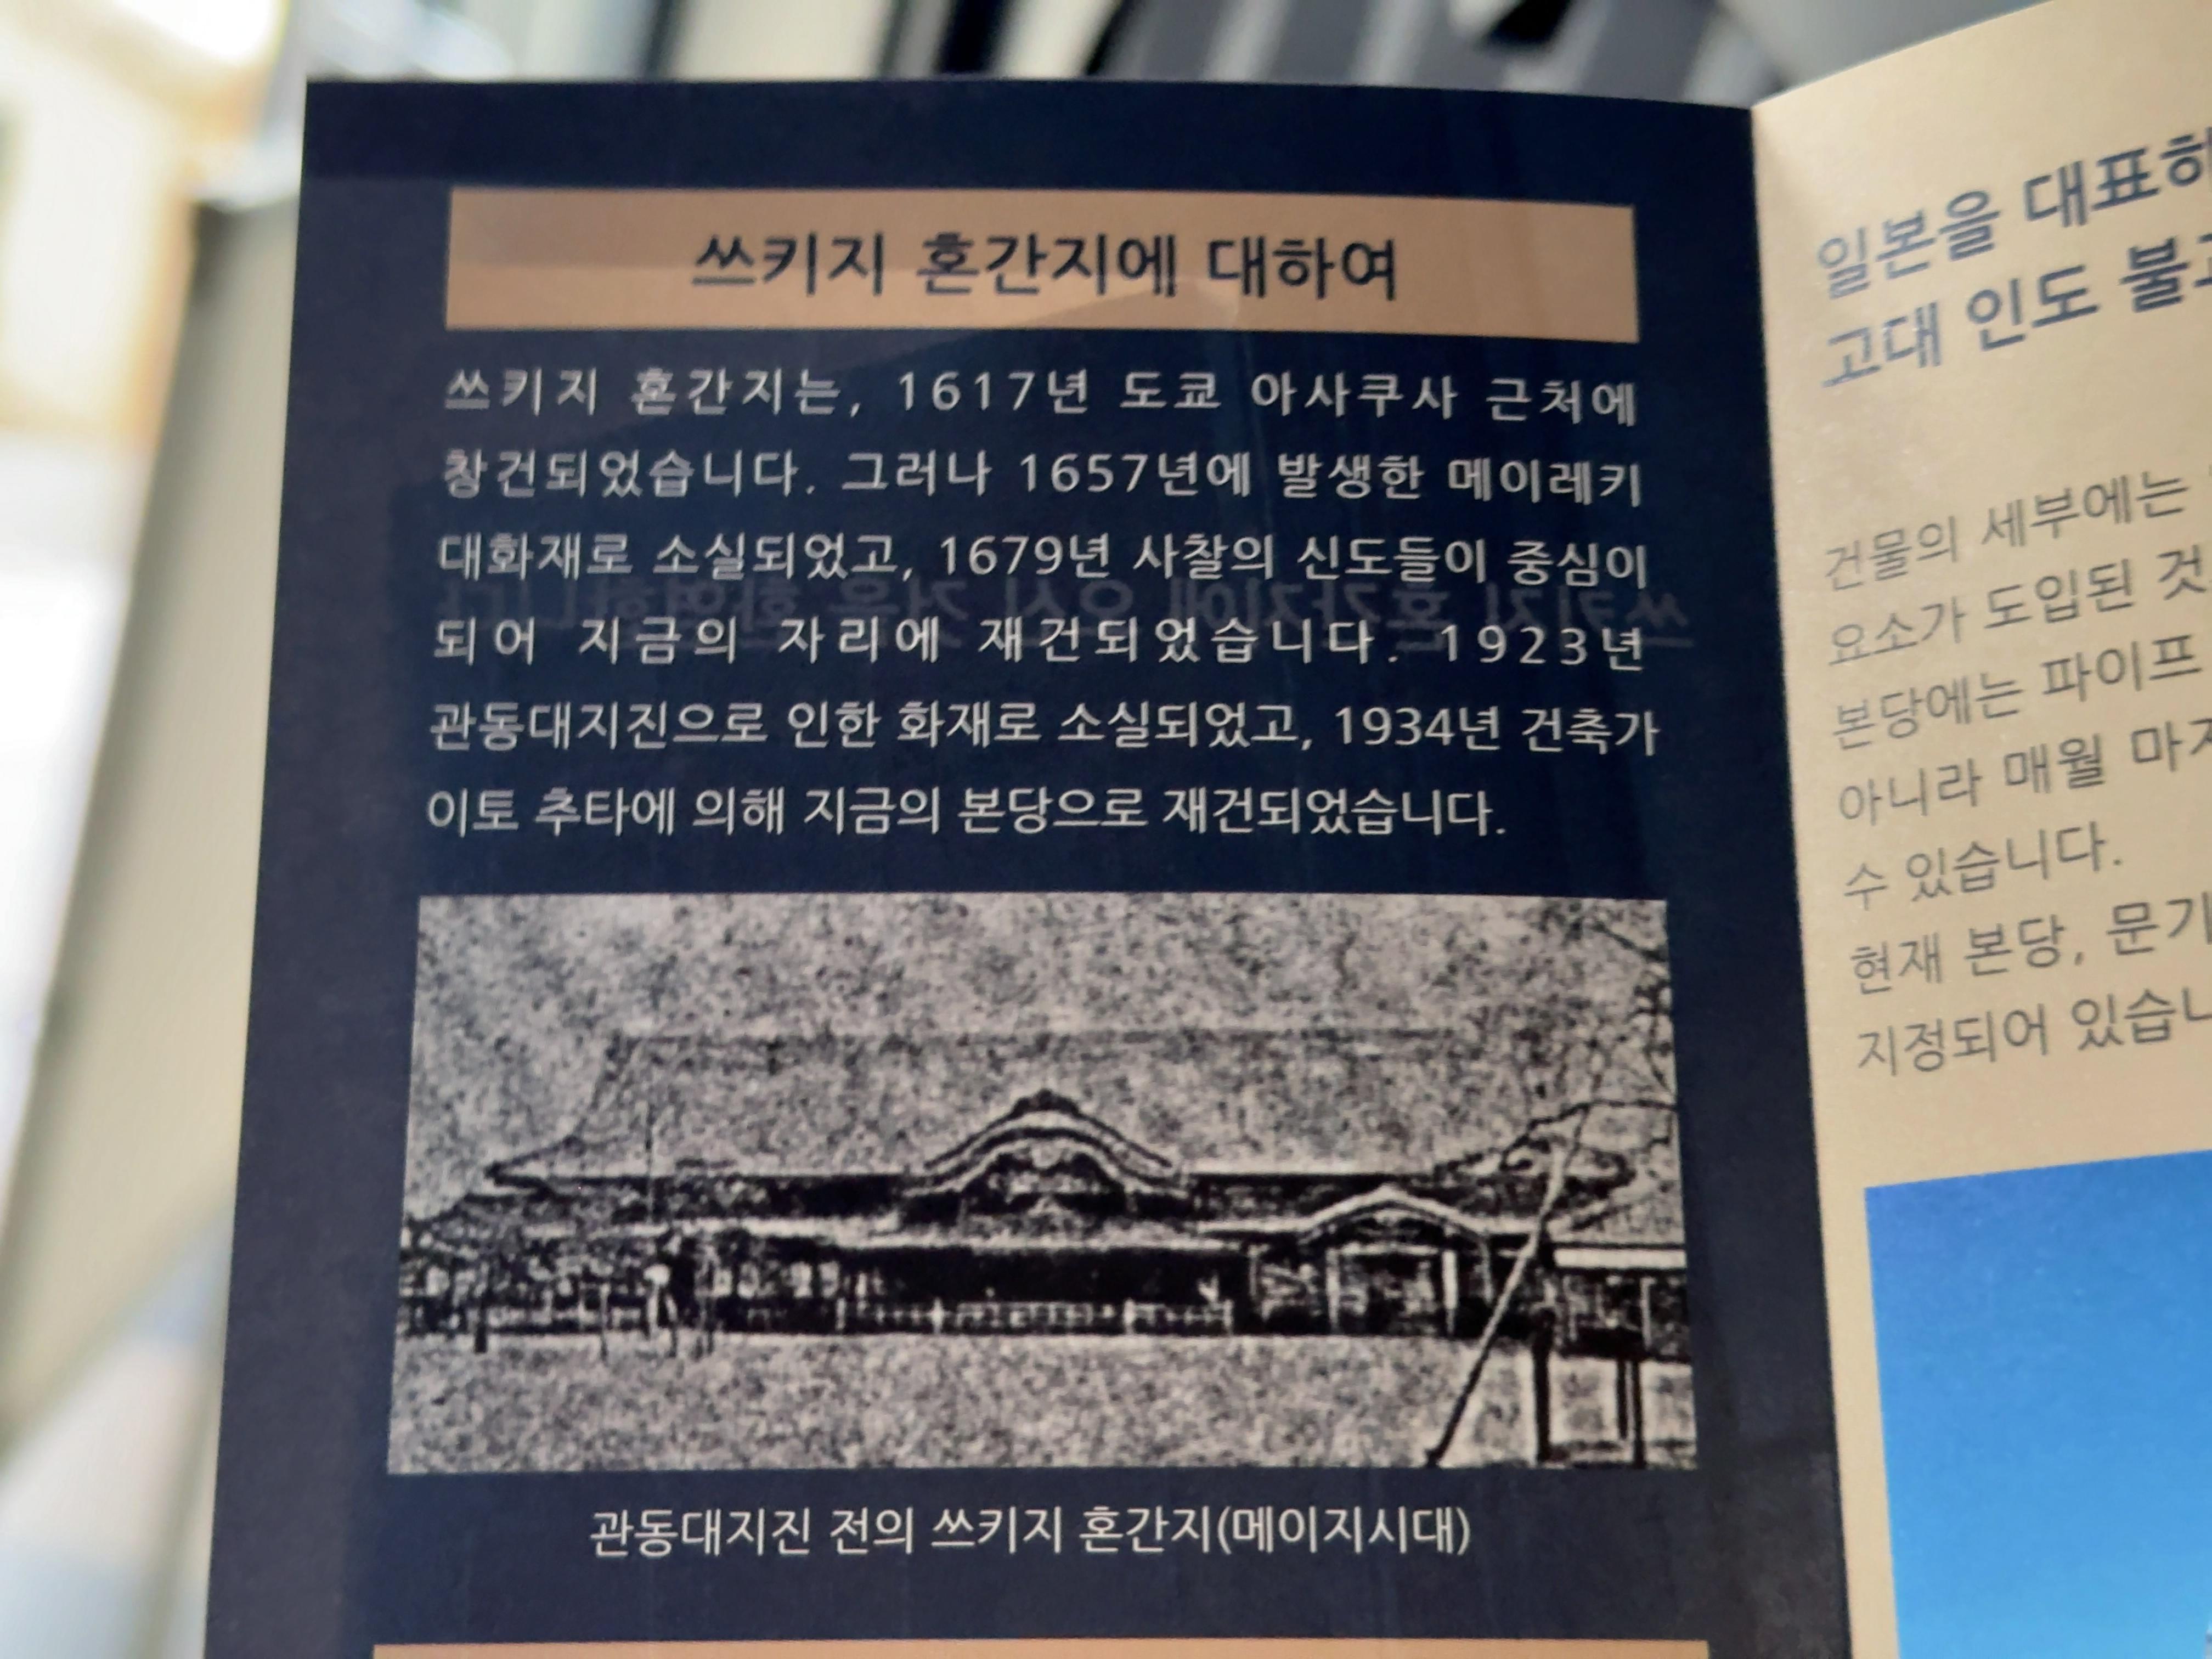 쓰키지 혼간지에 대하여
쓰키지 혼간지는, 1617년 도쿄 아사쿠사 근처에
창건되었습니다. 그러나 1657년에 발생한 메이레키
대화재로 소실되었고, 1679년 사찰의 신도들이 중심이
되어 지금의 자리에 재건되었습니다. 1923년
관동대지진으로 인한 화재로 소실되었고, 1934년 건축가
이토 추타에 의해 지금의 본당으로 재건되었습니다.
관동대지진 전의 쓰키지 혼간지(메이지시대)
일본을
고대 인도
건물의 세부에는
요소가 도입된 것
본당에는 파이프
아니라 매월
수 있습니다.
현재 본당,
지정되어